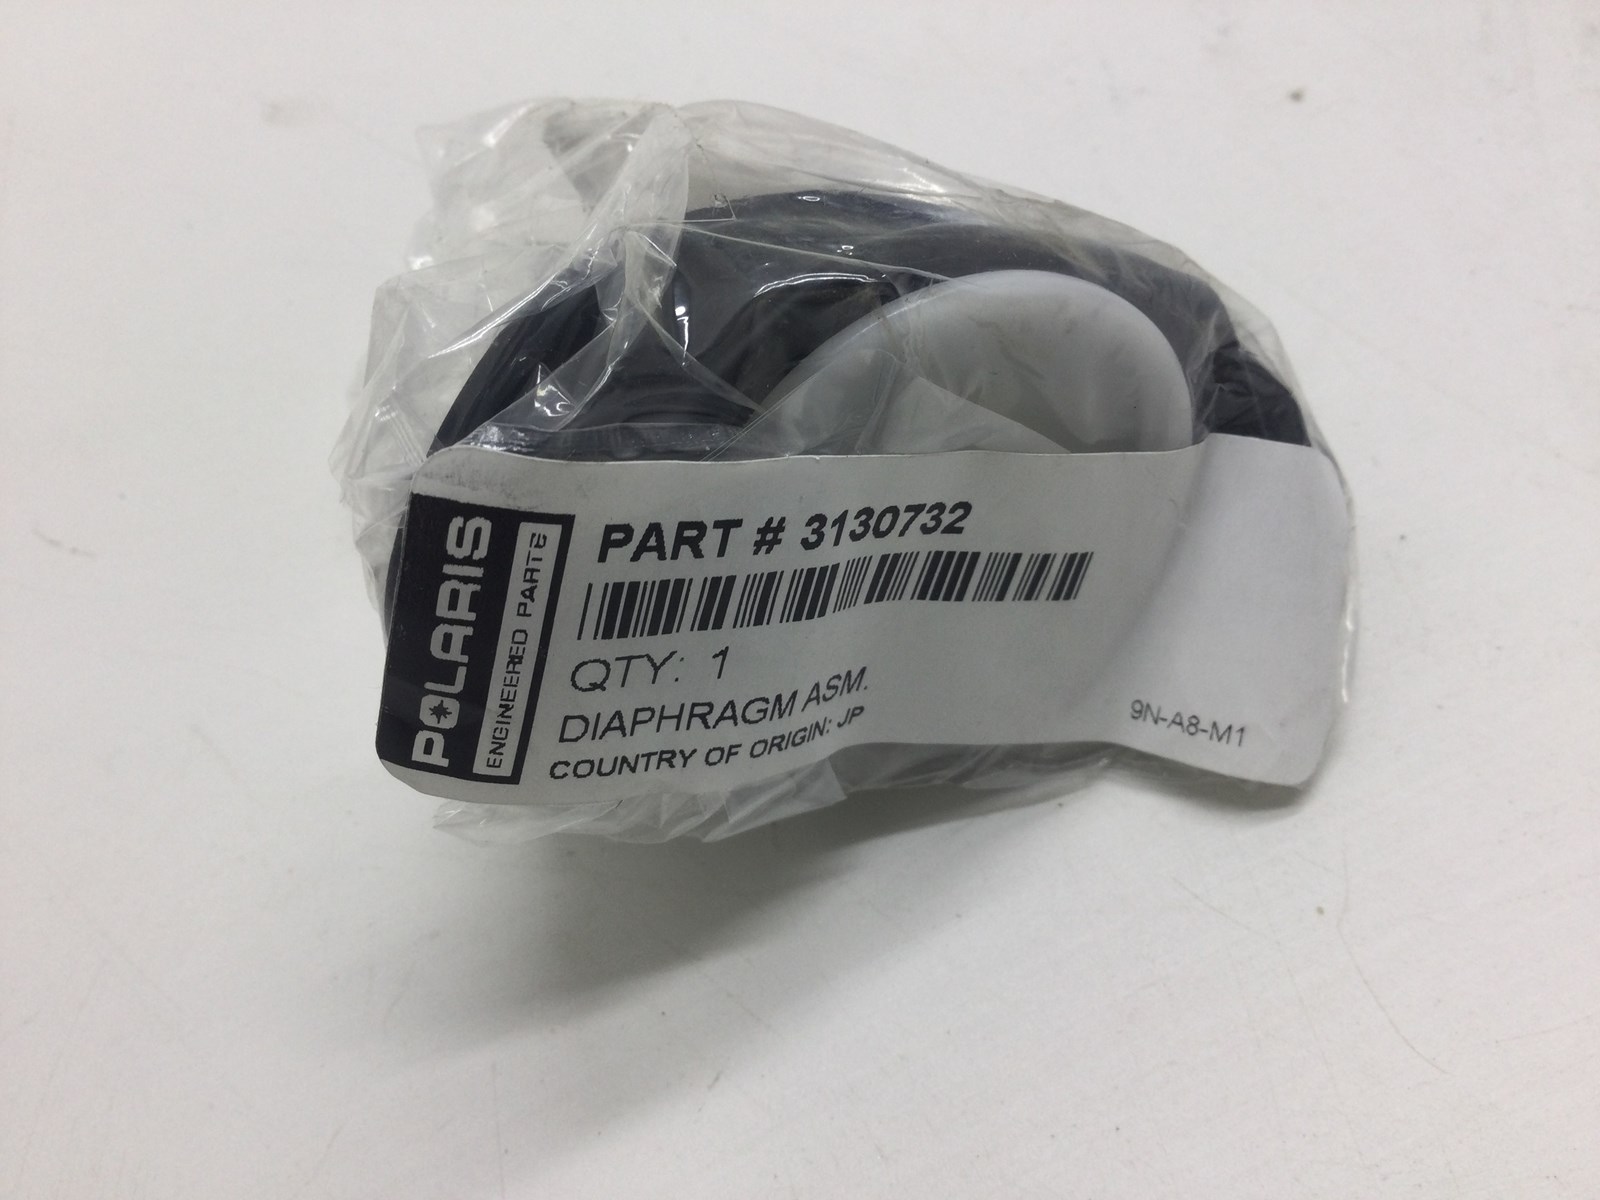 POLARIS
ENGINEERED PARTS
PART # 3130732
QTY: 1
DIAPHRAGM ASM.
COUNTRY OF ORIGIN: JP
9N-A8-M1